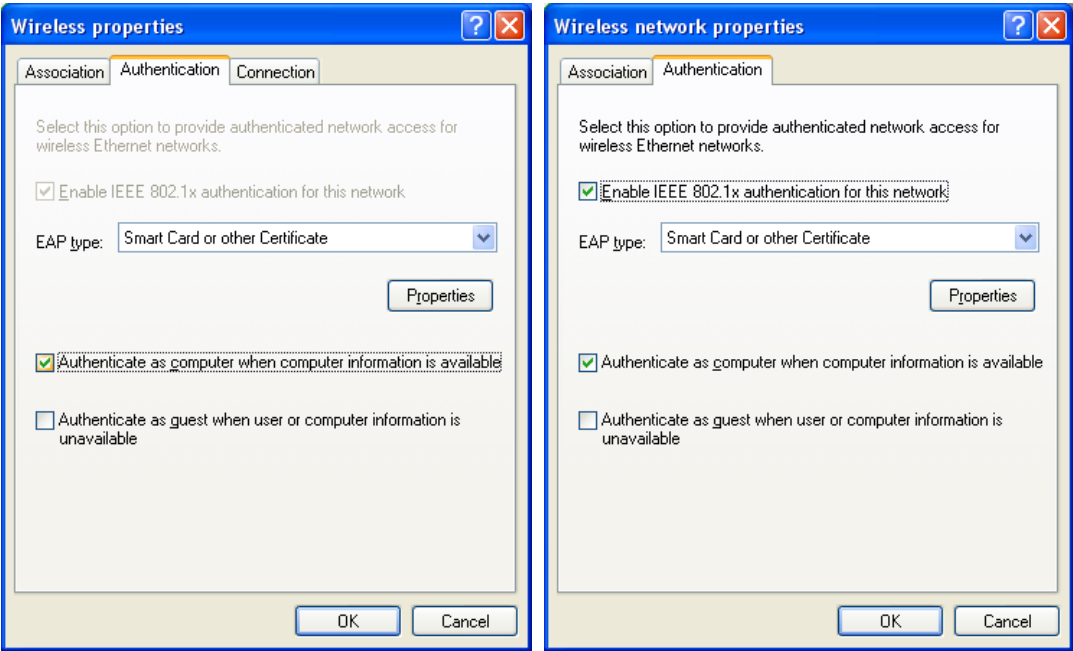 Wireless properties
Association Authentication Connection
Select this option to provide authenticated network access for
wireless Ethernet networks.
Enable IEEE 802.1x authentication for this network
EAP type: Smart Card or other Certificate
Properties
Authenticate as computer when computer information is available
Authenticate as guest when user or computer information is
unavailable
OK Cancel
Wireless network properties
Association Authentication
Select this option to provide authenticated network access for
wireless Ethernet networks.
Enable IEEE 802.1x authentication for this network
EAP type: Smart Card or other Certificate
Properties
Authenticate as computer when computer information is available
Authenticate as guest when user or computer information is
unavailable
OK Cancel